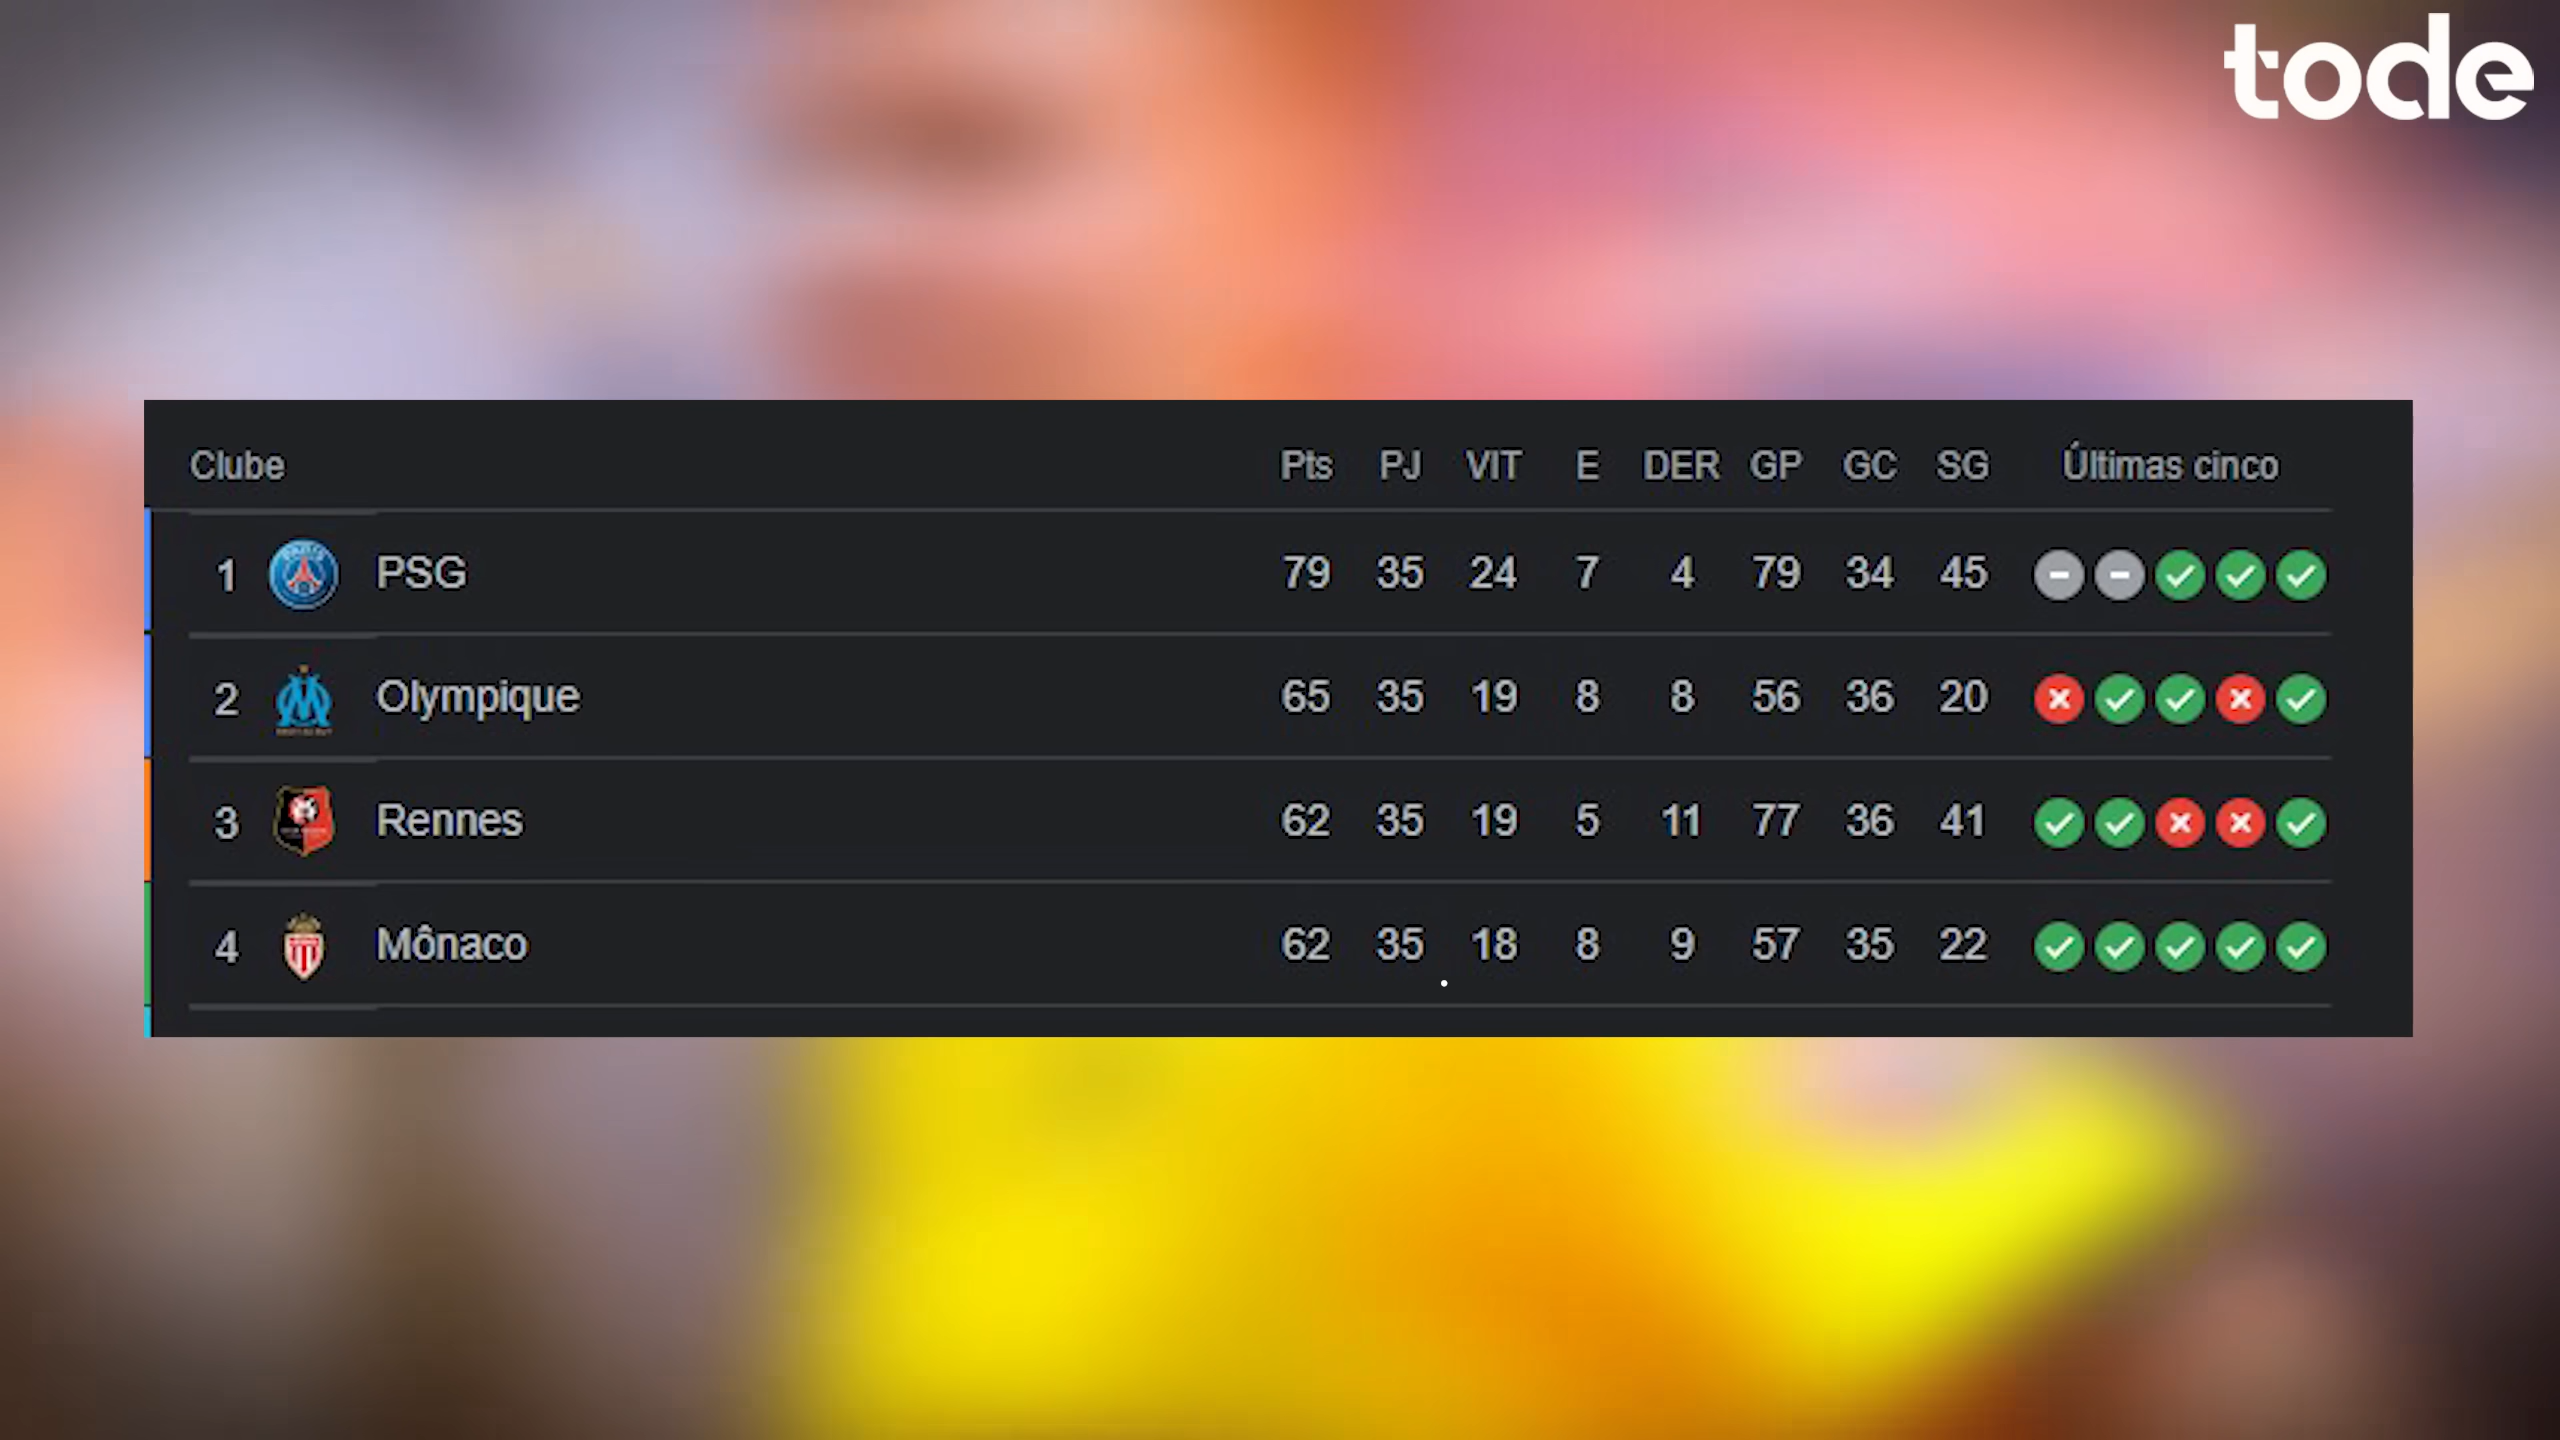 tode
Clube Pts PJ VIT E DER GP GC SG Últimas cinco
1 PSG 79 35 24 7 4 79 34 45
2 Olympique 65 35 19 8 8 56 36 20
3 Rennes 62 35 19 5 11 77 36 41
4 Mônaco 62 35 18 8 9 57 35 22